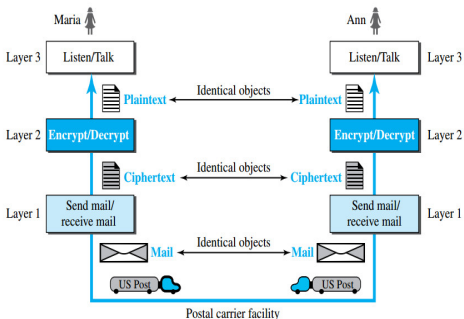 Maria
Ann
Layer 3
Listen/Talk
Listen/Talk
Layer 3
Identical objects
Plaintext
Plaintext
Layer 2
Encrypt/Decrypt
Encrypt/Decrypt
Layer 2
Identical objects
Ciphertext
Ciphertext
Layer 1
Send mail/
receive mail
Send mail/
receive mail
Layer 1
Identical objects
Mail
Mail
US Post
US Post
Postal carrier facility